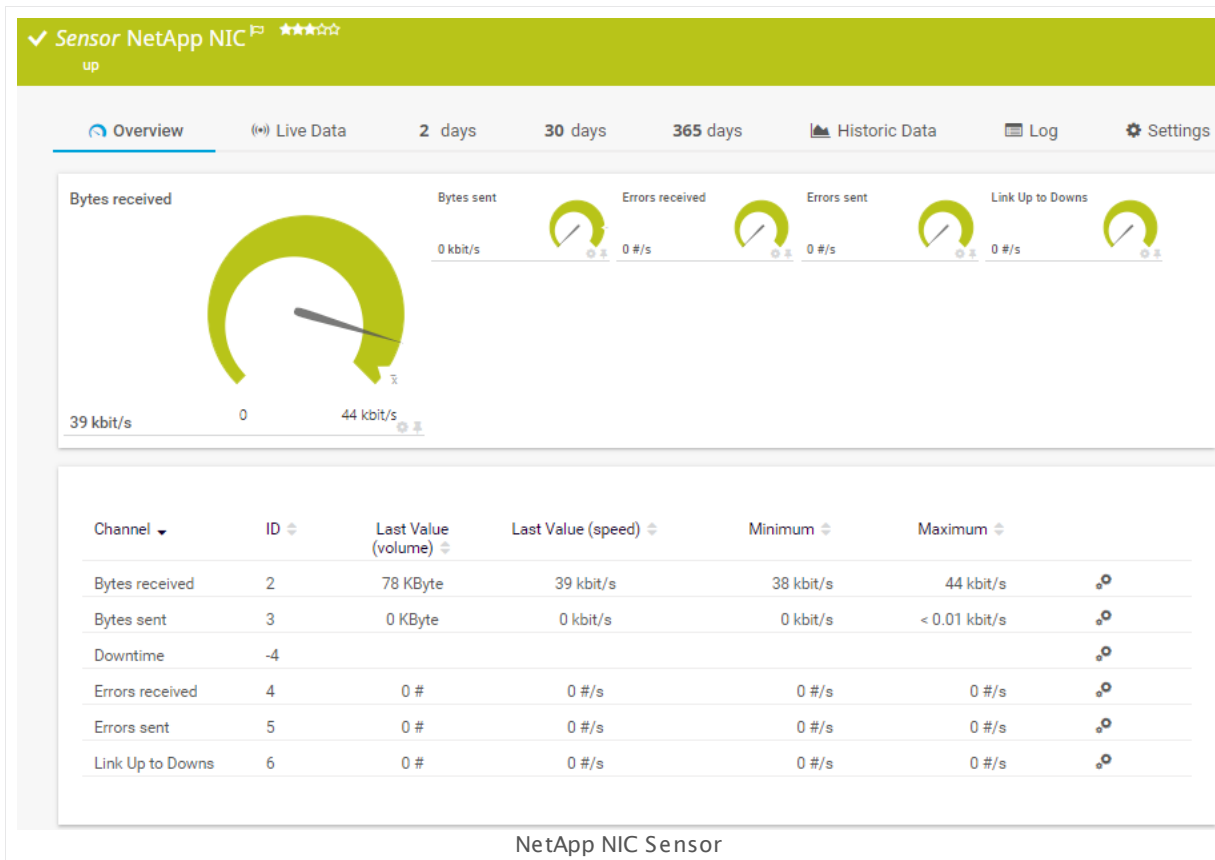 Sensor NetApp NIC
up
Overview Live Data 2 days 30 days 365 days Historic Data Log Settings
Bytes received
39 kbit/s
0
44 kbit/s
x̄
Bytes sent
0 kbit/s
Errors received
0 #/s
Errors sent
0 #/s
Link Up to Downs
0 #/s
Channel ID Last Value (volume) Last Value (speed) Minimum Maximum
Bytes received 2 78 KByte 39 kbit/s 38 kbit/s 44 kbit/s
Bytes sent 3 0 KByte 0 kbit/s 0 kbit/s < 0.01 kbit/s
Downtime -4
Errors received 4 0 # 0 #/s 0 #/s 0 #/s
Errors sent 5 0 # 0 #/s 0 #/s 0 #/s
Link Up to Downs 6 0 # 0 #/s 0 #/s 0 #/s
NetApp NIC Sensor